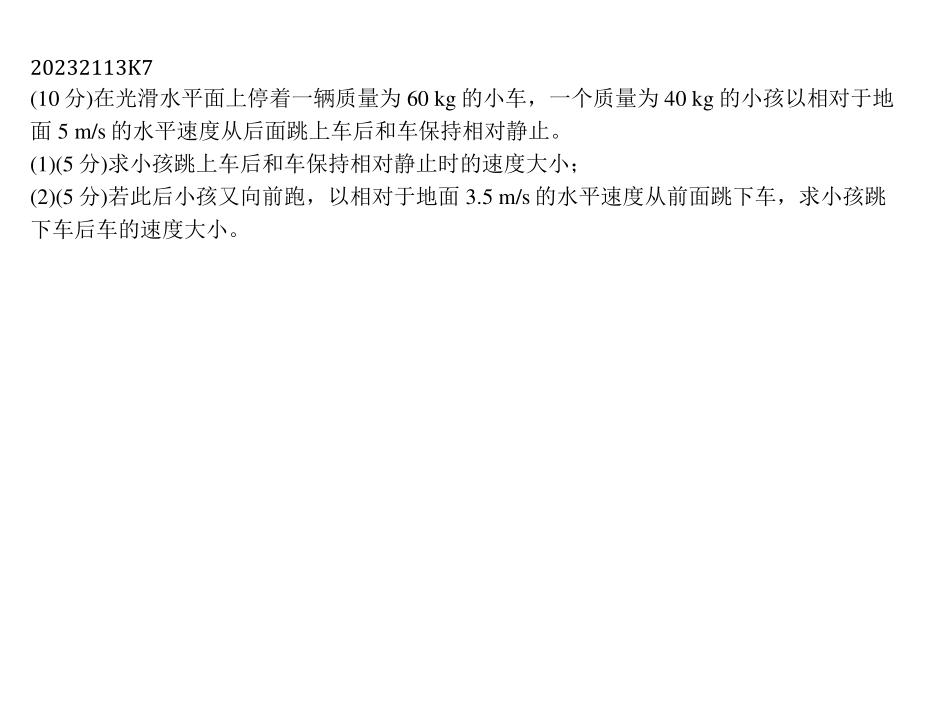 20232113K7
(10 分)在光滑水平面上停着一辆质量为 60 kg 的小车，一个质量为 40 kg 的小孩以相对于地
面 5 m/s 的水平速度从后面跳上车后和车保持相对静止。
(1)(5 分)求小孩跳上车后和车保持相对静止时的速度大小；
(2)(5 分)若此后小孩又向前跑，以相对于地面 3.5 m/s 的水平速度从前面跳下车，求小孩跳
下车后车的速度大小。